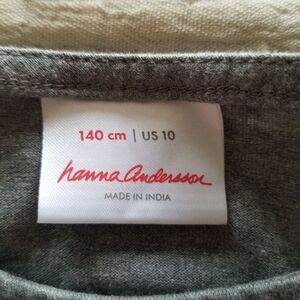 140 cm | US 10
hanna andersson
MADE IN INDIA